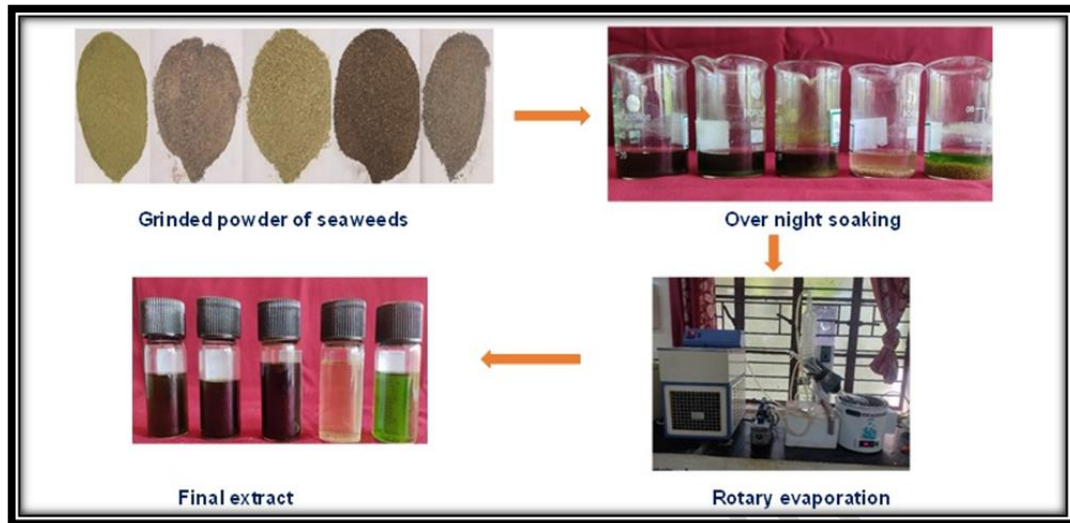 Grinded powder of seaweeds
Over night soaking
Final extract
Rotary evaporation